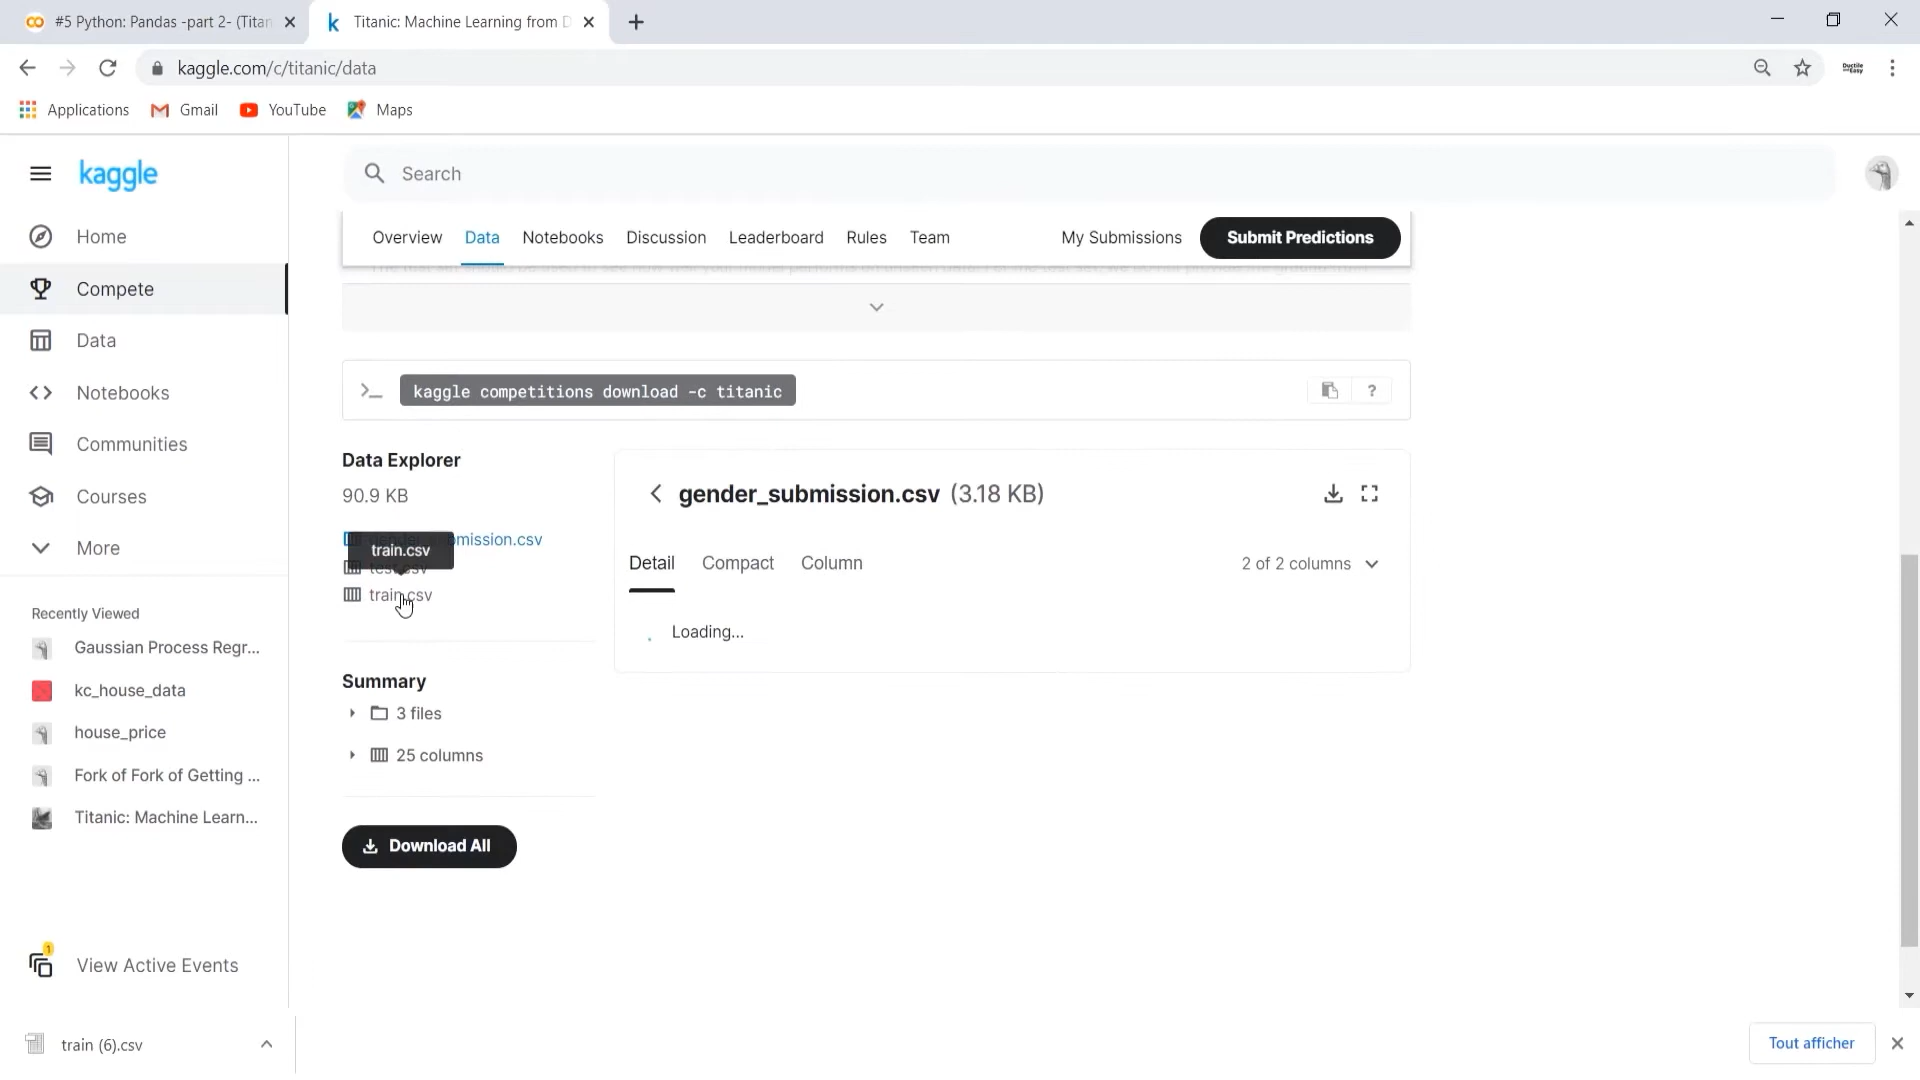 #5 Python: Pandas -part 2- (Titan
Titanic: Machine Learning from D
kaggle.com/c/titanic/data
Ductile and Easy
Applications
Gmail
YouTube
Maps
kaggle
Search
Home
Compete
Data
Notebooks
Communities
Courses
More
Recently Viewed
Gaussian Process Regr...
kc_house_data
house_price
Fork of Fork of Getting ...
Titanic: Machine Learn...
1
View Active Events
Overview
Data
Notebooks
Discussion
Leaderboard
Rules
Team
My Submissions
Submit Predictions
>_
kaggle competitions download -c titanic
?
Data Explorer
90.9 KB
gender_submission.csv
train.csv
test.csv
train.csv
Summary
3 files
25 columns
Download All
gender_submission.csv (3.18 KB)
Detail
Compact
Column
2 of 2 columns
Loading...
train (6).csv
Tout afficher